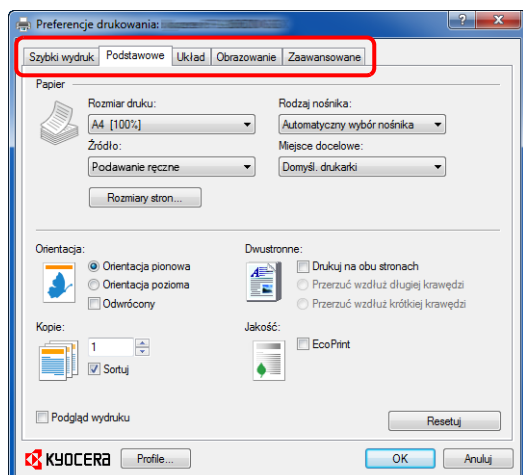 Preferencje drukowania:
Szybki wydruk Podstawowe Układ Obrazowanie Zaawansowane
Papier
Rozmiar druku: Rodzaj nośnika:
A4 [100%] Automatyczny wybór nośnika
Źródło: Miejsce docelowe:
Podawanie ręczne Domyśl. drukarki
Rozmiary stron...
Orientacja: Dwustronne:
Orientacja pionowa Drukuj na obu stronach
Orientacja pozioma Przerzuć wzdłuż długiej krawędzi
Odwrócony Przerzuć wzdłuż krótkiej krawędzi
Kopie: Jakość:
1 EcoPrint
Sortuj
Podgląd wydruku Resetuj
KYOCERA Profile... OK Anuluj